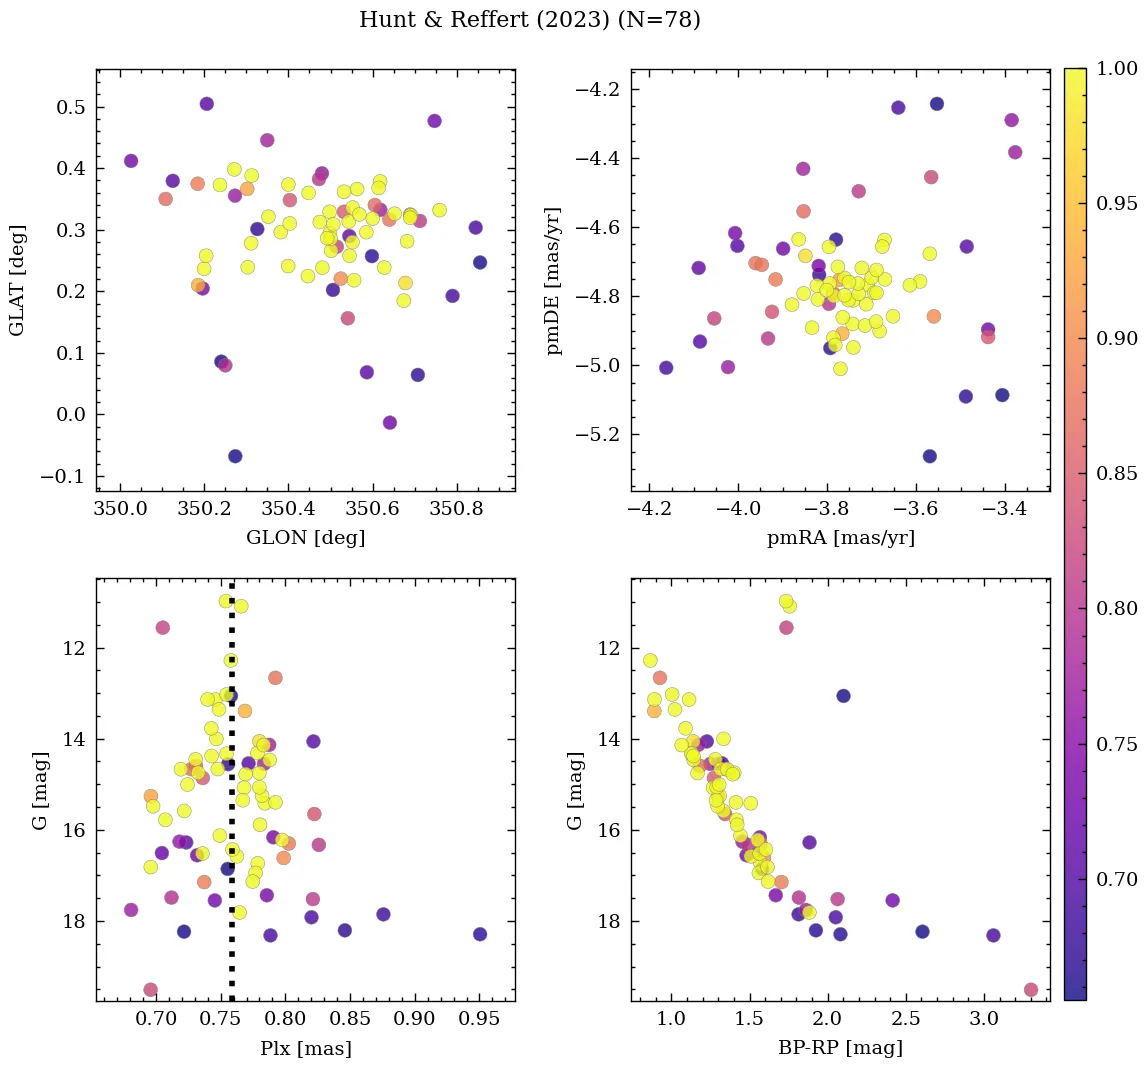 Hunt & Reffert (2023) (N=78)
0.5
0.4
0.3
0.2
0.1
0.0
−0.1
GLAT [deg]
350.0 350.2 350.4 350.6 350.8
GLON [deg]
−4.2
−4.4
−4.6
−4.8
−5.0
−5.2
pmDE [mas/yr]
−4.2 −4.0 −3.8 −3.6 −3.4
pmRA [mas/yr]
1.00
0.95
0.90
0.85
0.80
0.75
0.70
12
14
16
18
G [mag]
0.70 0.75 0.80 0.85 0.90 0.95
Plx [mas]
12
14
16
18
G [mag]
1.0 1.5 2.0 2.5 3.0
BP-RP [mag]